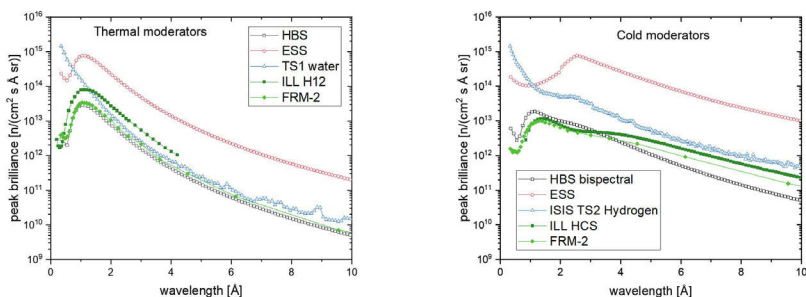 Thermal moderators
HBS
ESS
TS1 water
ILL H12
FRM-2
peak brilliance [n/(cm² s Å sr)]
10¹⁶
10¹⁵
10¹⁴
10¹³
10¹²
10¹¹
10¹⁰
10⁹
0 2 4 6 8 10
wavelength [Å]
Cold moderators
HBS bispectral
ESS
ISIS TS2 Hydrogen
ILL HCS
FRM-2
peak brilliance [n/(cm² s Å sr)]
10¹⁶
10¹⁵
10¹⁴
10¹³
10¹²
10¹¹
10¹⁰
10⁹
0 2 4 6 8 10
wavelength [Å]